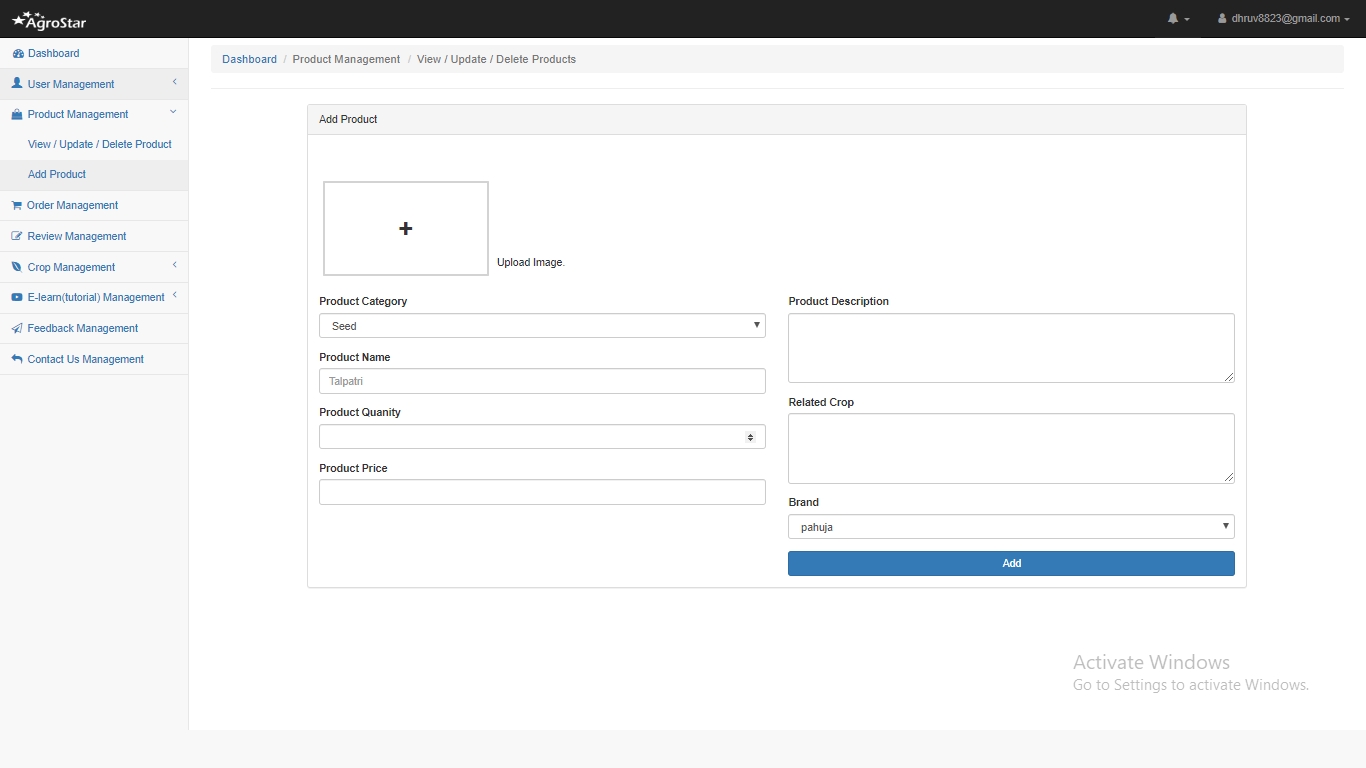 AgroStar
dhruv8823@gmail.com
Dashboard
User Management
Product Management
View / Update / Delete Product
Add Product
Order Management
Review Management
Crop Management
E-learn(tutorial) Management
Feedback Management
Contact Us Management
Dashboard / Product Management / View / Update / Delete Products
Add Product
+
Upload Image.
Product Category
Seed
Product Name
Talpatri
Product Quanity
Product Price
Product Description
Related Crop
Brand
pahuja
Add
Activate Windows
Go to Settings to activate Windows.